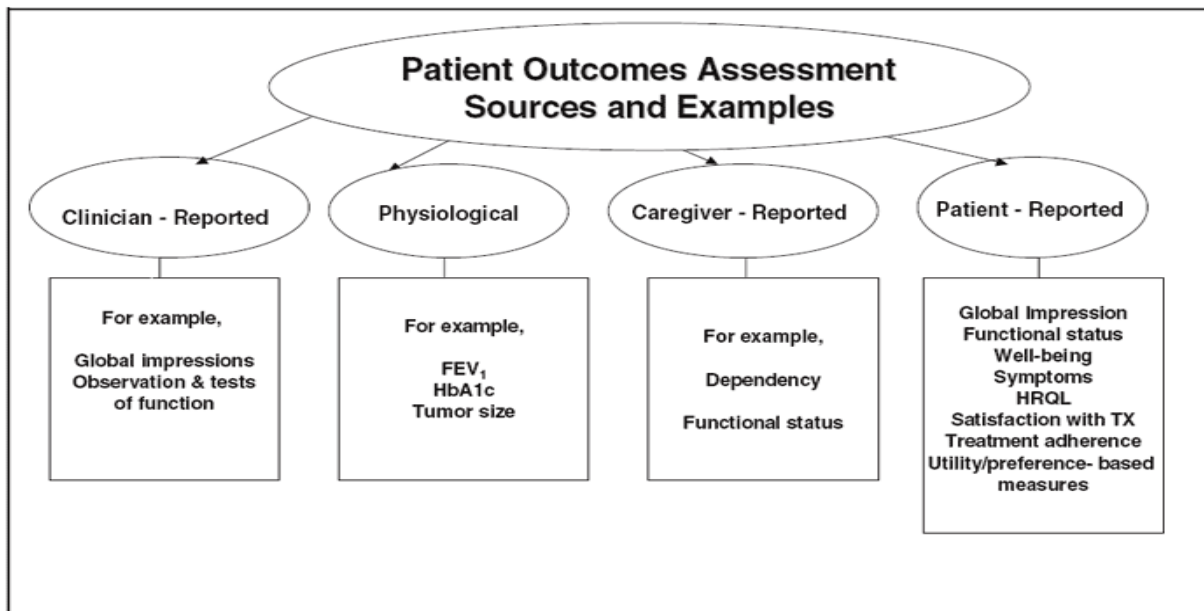 Patient Outcomes Assessment
Sources and Examples
Clinician - Reported
Physiological
Caregiver - Reported
Patient - Reported
For example,
Global impressions
Observation & tests
of function
For example,
FEV₁
HbA1c
Tumor size
For example,
Dependency
Functional status
Global Impression
Functional status
Well-being
Symptoms
HRQL
Satisfaction with TX
Treatment adherence
Utility/preference- based
measures